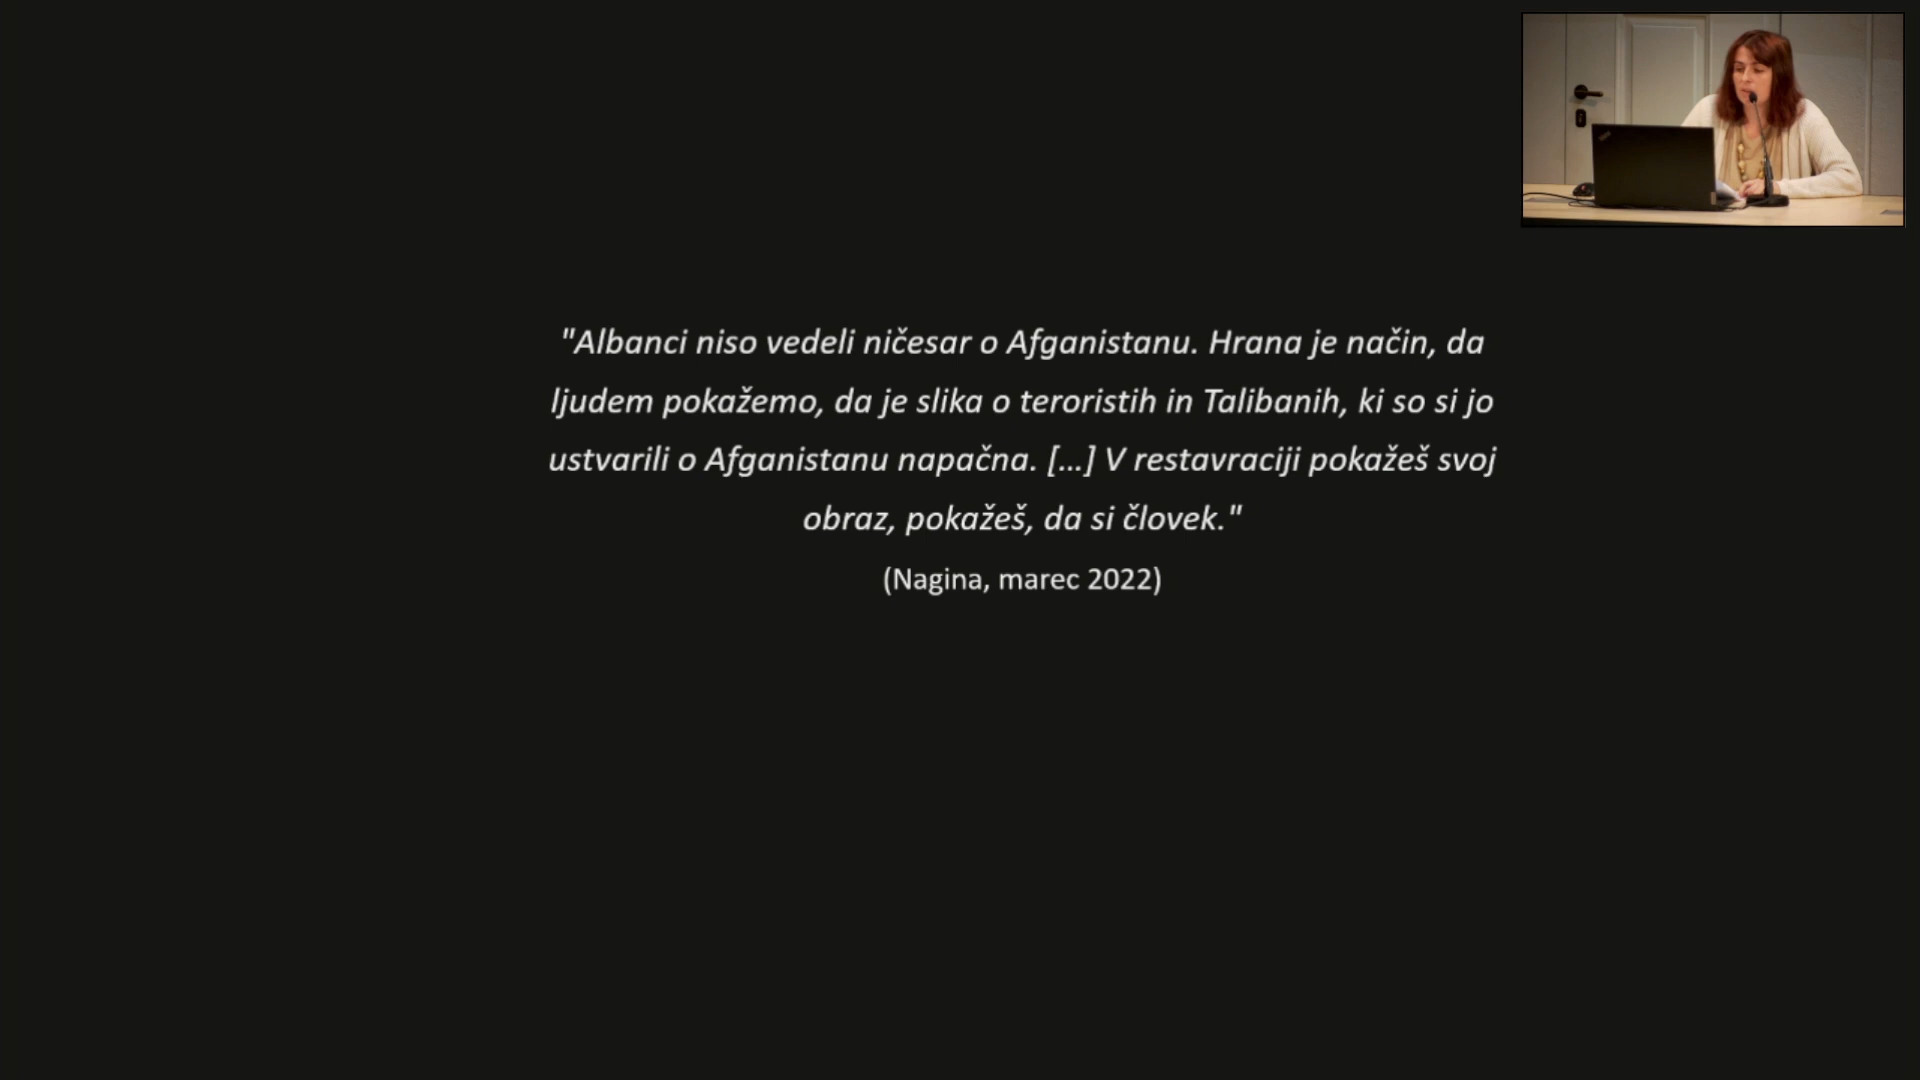 "Albanci niso vedeli ničesar o Afganistanu. Hrana je način, da
ljudem pokažemo, da je slika o teroristih in Talibanih, ki so si jo
ustvarili o Afganistanu napačna. […] V restavraciji pokažeš svoj
obraz, pokažeš, da si človek."
(Nagina, marec 2022)